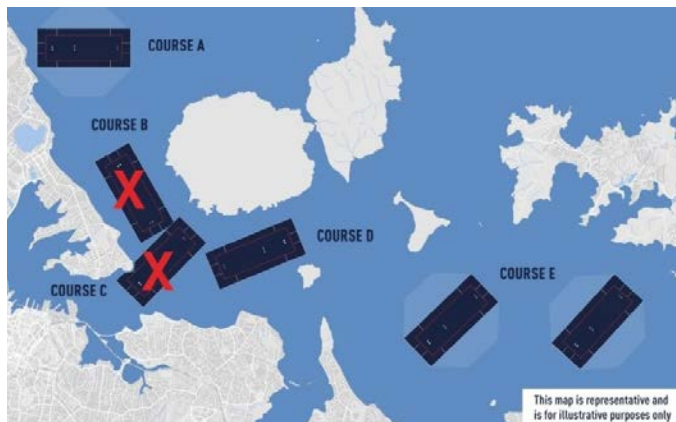 COURSE A
COURSE B
X
COURSE D
COURSE E
X
COURSE C
This map is representative and
is for illustrative purposes only